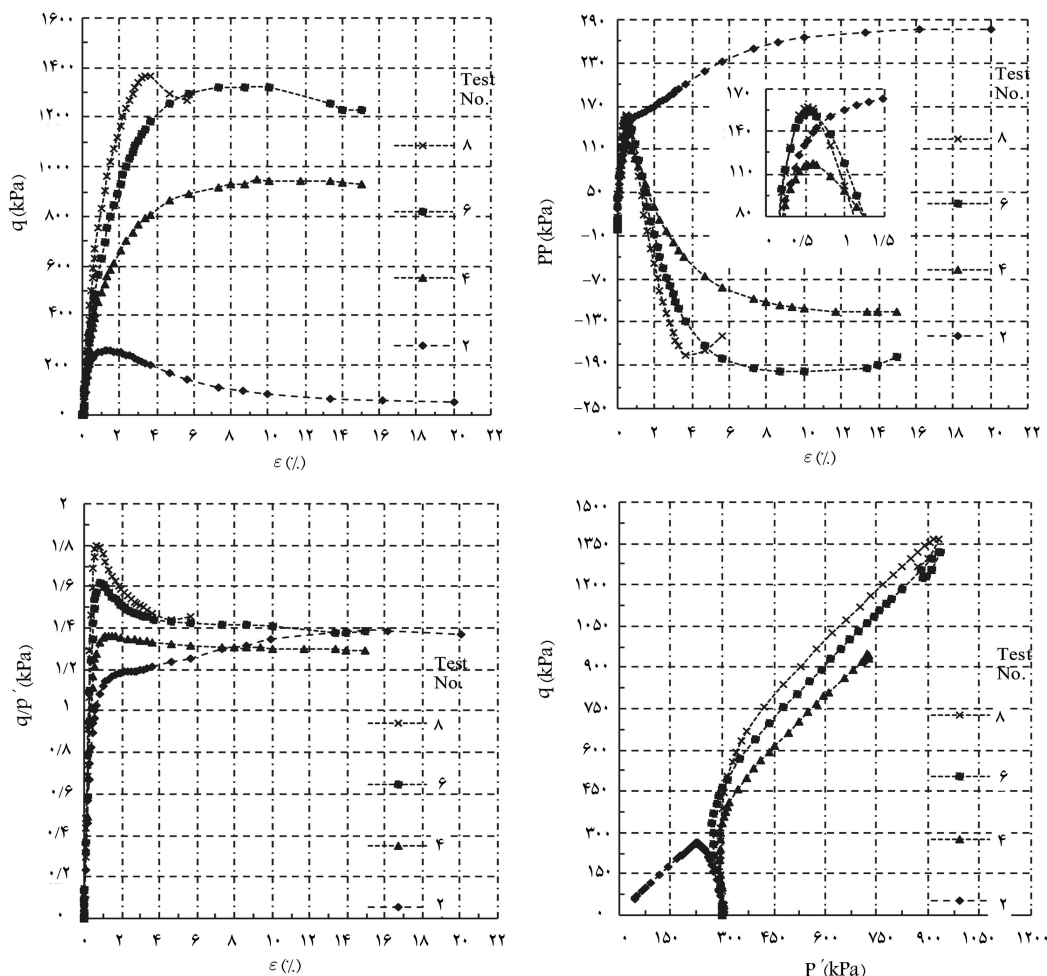 ۱۶۰۰
۱۴۰۰
۱۲۰۰
۱۰۰۰
۸۰۰
۶۰۰
۴۰۰
۲۰۰
۰
q (kPa)
Test
No.
۸
۶
۴
۲
۰ ۲ ۴ ۶ ۸ ۱۰ ۱۲ ۱۴ ۱۶ ۱۸ ۲۰ ۲۲
ε (٪)
۲۹۰
۲۳۰
۱۷۰
۱۱۰
۵۰
−۱۰
−۷۰
−۱۳۰
−۱۹۰
−۲۵۰
PP (kPa)
۱۷۰
۱۴۰
۱۱۰
۸۰
۰ ۰/۵ ۱ ۱/۵
Test
No.
۸
۶
۴
۲
۰ ۲ ۴ ۶ ۸ ۱۰ ۱۲ ۱۴ ۱۶ ۱۸ ۲۰ ۲۲
ε (٪)
۲
۱/۸
۱/۶
۱/۴
۱/۲
۱
۰/۸
۰/۶
۰/۴
۰/۲
۰
q/p′ (kPa)
Test
No.
۸
۶
۴
۲
۰ ۲ ۴ ۶ ۸ ۱۰ ۱۲ ۱۴ ۱۶ ۱۸ ۲۰ ۲۲
ε (٪)
۱۵۰۰
۱۳۵۰
۱۲۰۰
۱۰۵۰
۹۰۰
۷۵۰
۶۰۰
۴۵۰
۳۰۰
۱۵۰
۰
q (kPa)
Test
No.
۸
۶
۴
۲
۰ ۱۵۰ ۳۰۰ ۴۵۰ ۶۰۰ ۷۵۰ ۹۰۰ ۱۰۵۰ ۱۲۰۰
P′(kPa)